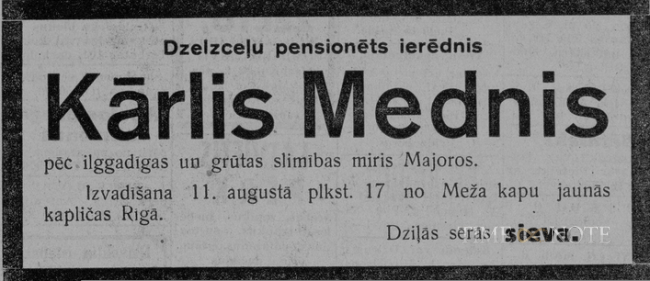 Dzelzceļu pensionēts ierēdnis
Kārlis Mednis
pēc ilggadīgas un grūtas slimības miris Majoros.
Izvadīšana 11. augustā plkst. 17 no Meža kapu jaunās
kapličas Rīgā.
Dziļās sērās sieva.